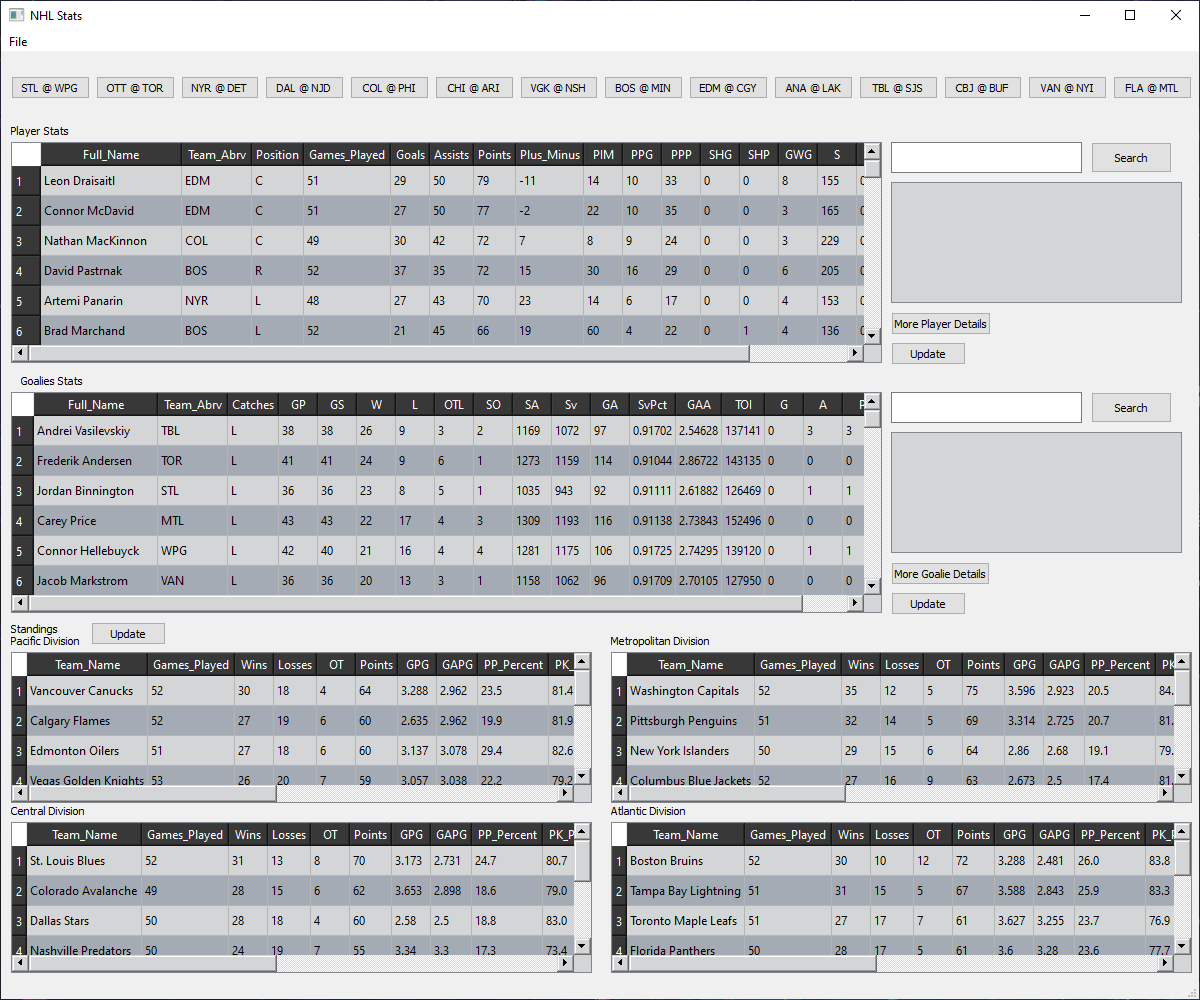 NHL Stats
File
STL @ WPG OTT @ TOR NYR @ DET DAL @ NJD COL @ PHI CHI @ ARI VGK @ NSH BOS @ MIN EDM @ CGY ANA @ LAK TBL @ SJS CBJ @ BUF VAN @ NYI FLA @ MTL
Player Stats
Full_Name Team_Abrv Position Games_Played Goals Assists Points Plus_Minus PIM PPG PPP SHG SHP GWG S
1 Leon Draisaitl EDM C 51 29 50 79 -11 14 10 33 0 0 8 155
2 Connor McDavid EDM C 51 27 50 77 -2 22 10 35 0 0 3 165
3 Nathan MacKinnon COL C 49 30 42 72 7 8 9 24 0 0 3 229
4 David Pastrnak BOS R 52 37 35 72 15 30 16 29 0 0 6 205
5 Artemi Panarin NYR L 48 27 43 70 23 14 6 17 0 0 4 153
6 Brad Marchand BOS L 52 21 45 66 19 60 4 22 0 1 4 136
Search
More Player Details
Update
Goalies Stats
Full_Name Team_Abrv Catches GP GS W L OTL SO SA Sv GA SvPct GAA TOI G A P
1 Andrei Vasilevskiy TBL L 38 38 26 9 3 2 1169 1072 97 0.91702 2.54628 137141 0 3 3
2 Frederik Andersen TOR L 41 41 24 9 6 1 1273 1159 114 0.91044 2.86722 143135 0 0 0
3 Jordan Binnington STL L 36 36 23 8 5 1 1035 943 92 0.91111 2.61882 126469 0 1 1
4 Carey Price MTL L 43 43 22 17 4 3 1309 1193 116 0.91138 2.73843 152496 0 0 0
5 Connor Hellebuyck WPG L 42 40 21 16 4 4 1281 1175 106 0.91725 2.74295 139120 0 1 1
6 Jacob Markstrom VAN L 36 36 20 13 3 1 1158 1062 96 0.91709 2.70105 127950 0 0 0
Search
More Goalie Details
Update
Standings
Update
Pacific Division
Team_Name Games_Played Wins Losses OT Points GPG GAPG PP_Percent PK_
1 Vancouver Canucks 52 30 18 4 64 3.288 2.962 23.5 81.4
2 Calgary Flames 52 27 19 6 60 2.635 2.962 19.9 81.9
3 Edmonton Oilers 51 27 18 6 60 3.137 3.078 29.4 82.6
4 Vegas Golden Knights 53 26 20 7 59 3.057 3.038 22.2 79.2
Metropolitan Division
Team_Name Games_Played Wins Losses OT Points GPG GAPG PP_Percent PK
1 Washington Capitals 52 35 12 5 75 3.596 2.923 20.5 84.
2 Pittsburgh Penguins 51 32 14 5 69 3.314 2.725 20.7 81.
3 New York Islanders 50 29 15 6 64 2.86 2.68 19.1 79.
4 Columbus Blue Jackets 52 27 16 9 63 2.673 2.5 17.4 81.
Central Division
Team_Name Games_Played Wins Losses OT Points GPG GAPG PP_Percent PK_P
1 St. Louis Blues 52 31 13 8 70 3.173 2.731 24.7 80.7
2 Colorado Avalanche 49 28 15 6 62 3.653 2.898 18.6 79.0
3 Dallas Stars 50 28 18 4 60 2.58 2.5 18.8 83.0
4 Nashville Predators 50 24 19 7 55 3.34 3.3 17.3 73.4
Atlantic Division
Team_Name Games_Played Wins Losses OT Points GPG GAPG PP_Percent PK_
1 Boston Bruins 52 30 10 12 72 3.288 2.481 26.0 83.8
2 Tampa Bay Lightning 51 31 15 5 67 3.588 2.843 25.9 83.3
3 Toronto Maple Leafs 51 27 17 7 61 3.627 3.255 23.7 76.9
4 Florida Panthers 50 28 17 5 61 3.6 3.28 23.6 77.7